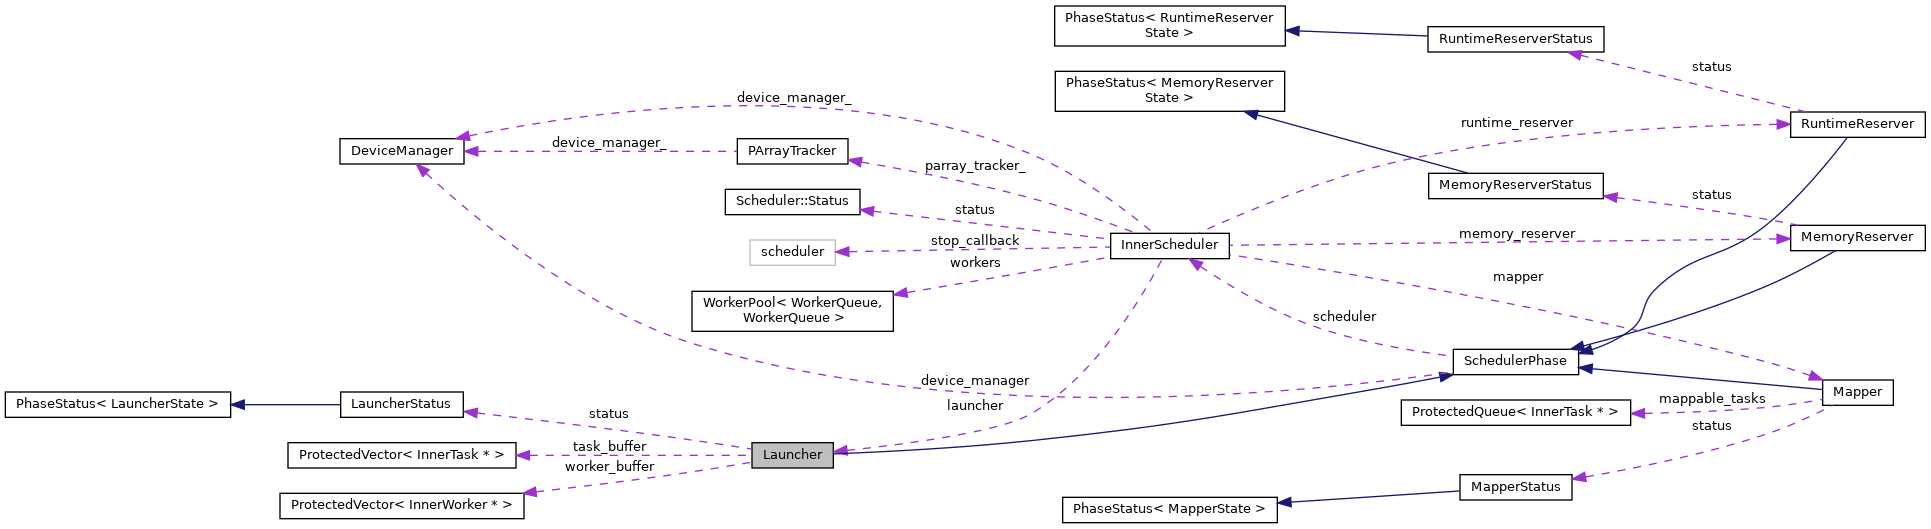 PhaseStatus< RuntimeReserver
State >
RuntimeReserverStatus
status
PhaseStatus< MemoryReserver
State >
device_manager_
RuntimeReserver
runtime_reserver
DeviceManager
device_manager_
PArrayTracker
parray_tracker_
MemoryReserverStatus
status
Scheduler::Status
status
scheduler
stop_callback
InnerScheduler
memory_reserver
MemoryReserver
workers
mapper
WorkerPool< WorkerQueue,
WorkerQueue >
scheduler
SchedulerPhase
device_manager
Mapper
PhaseStatus< LauncherState >
LauncherStatus
launcher
mappable_tasks
ProtectedQueue< InnerTask * >
status
status
task_buffer
ProtectedVector< InnerTask * >
Launcher
worker_buffer
MapperStatus
ProtectedVector< InnerWorker * >
PhaseStatus< MapperState >